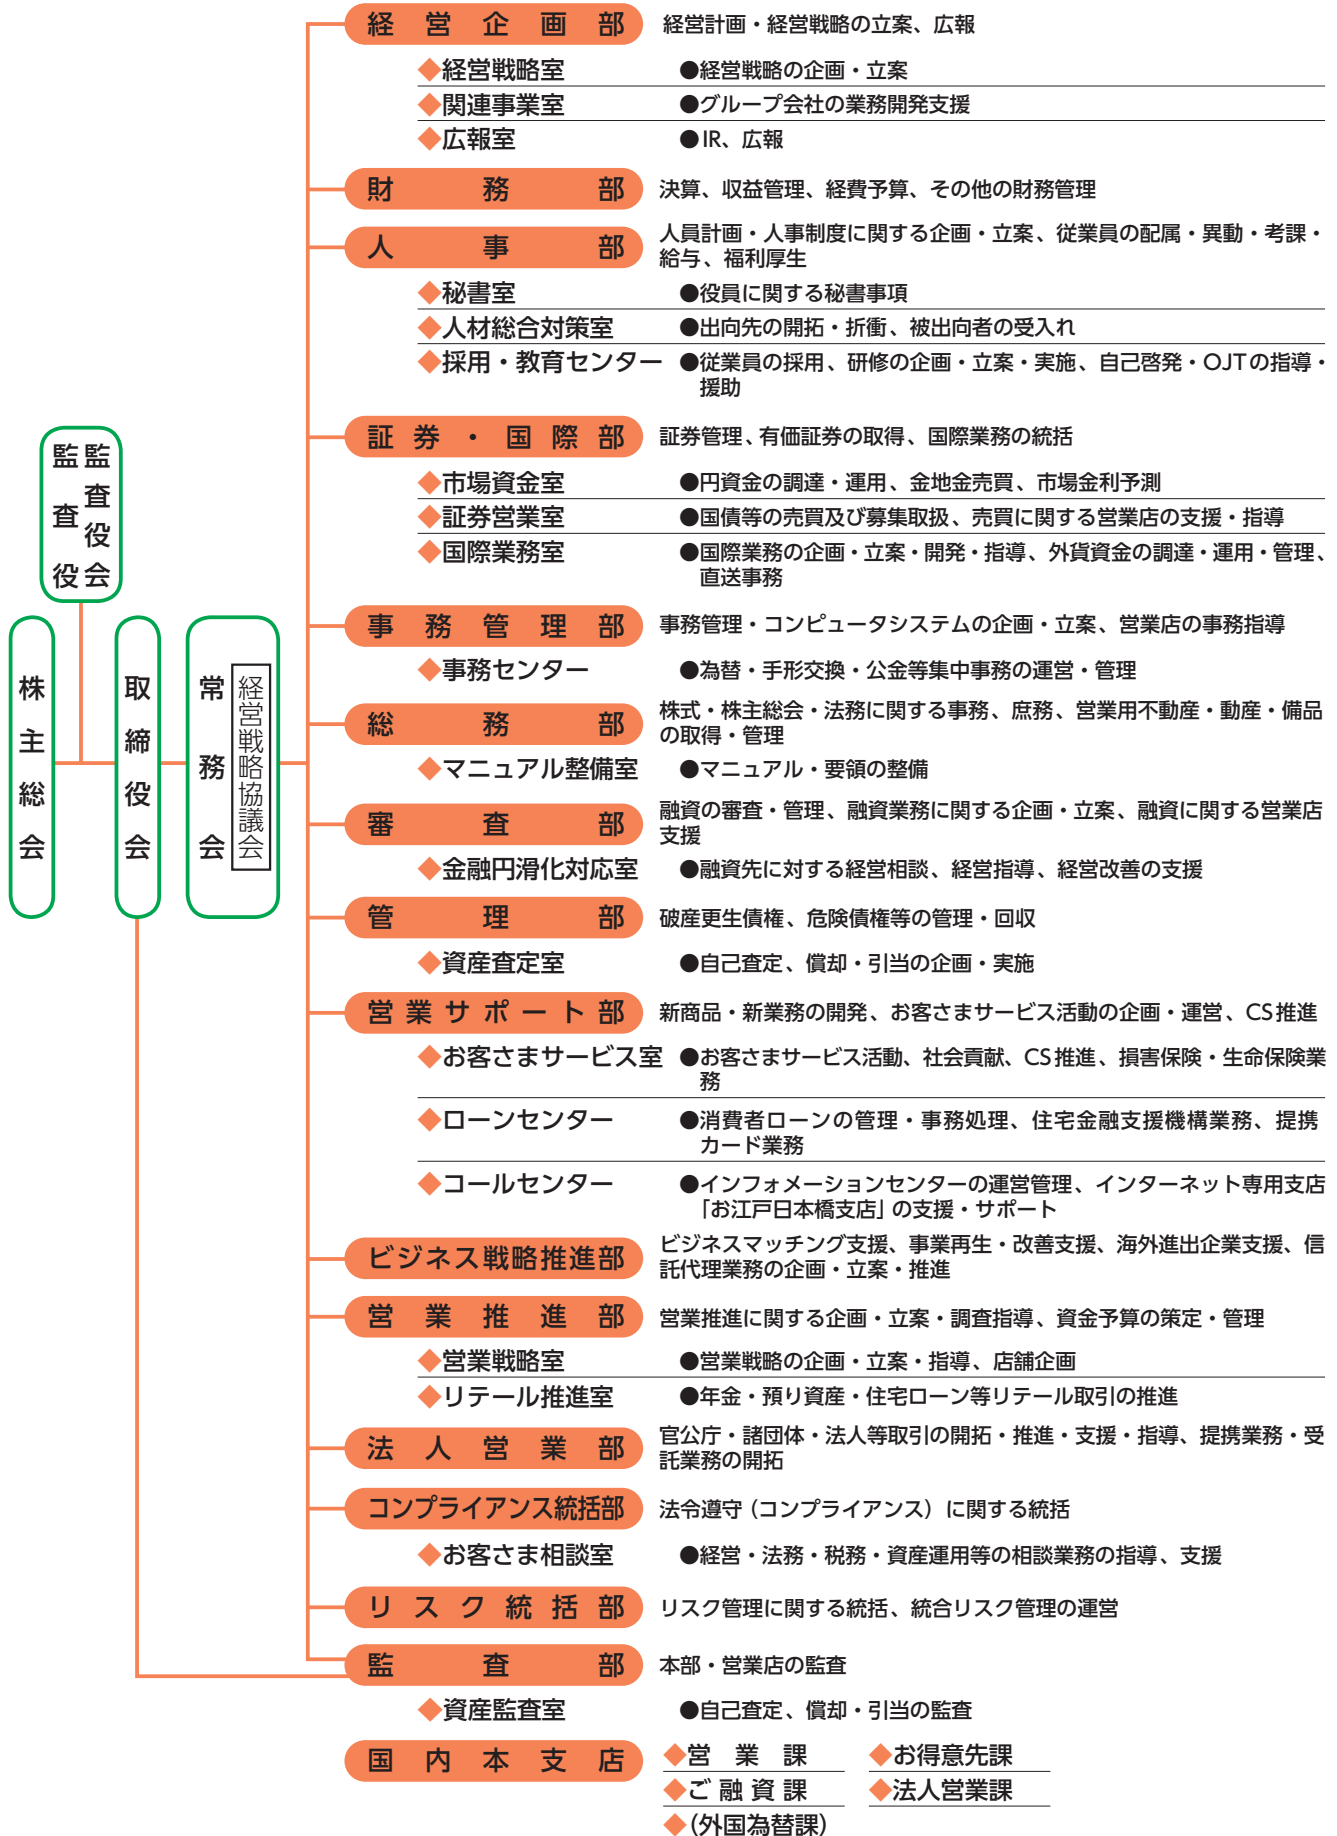 経営企画部 経営計画・経営戦略の立案、広報
◆経営戦略室 ●経営戦略の企画・立案
◆関連事業室 ●グループ会社の業務開発支援
◆広報室 ●IR、広報
財務部 決算、収益管理、経費予算、その他の財務管理
人事部 人員計画・人事制度に関する企画・立案、従業員の配属・異動・考課・
給与、福利厚生
◆秘書室 ●役員に関する秘書事項
◆人材総合対策室 ●出向先の開拓・折衝、被出向者の受入れ
◆採用・教育センター ●従業員の採用、研修の企画・立案・実施、自己啓発・OJTの指導・
援助
証券・国際部 証券管理、有価証券の取得、国際業務の統括
◆市場資金室 ●円資金の調達・運用、金地金売買、市場金利予測
◆証券営業室 ●国債等の売買及び募集取扱、売買に関する営業店の支援・指導
◆国際業務室 ●国際業務の企画・立案・開発・指導、外貨資金の調達・運用・管理、
直送事務
監査役会
監査役
株主総会
取締役会
常務会
経営戦略協議会
事務管理部 事務管理・コンピュータシステムの企画・立案、営業店の事務指導
◆事務センター ●為替・手形交換・公金等集中事務の運営・管理
総務部 株式・株主総会・法務に関する事務、庶務、営業用不動産・動産・備品
の取得・管理
◆マニュアル整備室 ●マニュアル・要領の整備
審査部 融資の審査・管理、融資業務に関する企画・立案、融資に関する営業店
支援
◆金融円滑化対応室 ●融資先に対する経営相談、経営指導、経営改善の支援
管理部 破産更生債権、危険債権等の管理・回収
◆資産査定室 ●自己査定、償却・引当の企画・実施
営業サポート部 新商品・新業務の開発、お客さまサービス活動の企画・運営、CS推進
◆お客さまサービス室 ●お客さまサービス活動、社会貢献、CS推進、損害保険・生命保険業
務
◆ローンセンター ●消費者ローンの管理・事務処理、住宅金融支援機構業務、提携
カード業務
◆コールセンター ●インフォメーションセンターの運営管理、インターネット専用支店
「お江戸日本橋支店」の支援・サポート
ビジネス戦略推進部 ビジネスマッチング支援、事業再生・改善支援、海外進出企業支援、信
託代理業務の企画・立案・推進
営業推進部 営業推進に関する企画・立案・調査指導、資金予算の策定・管理
◆営業戦略室 ●営業戦略の企画・立案・指導、店舗企画
◆リテール推進室 ●年金・預り資産・住宅ローン等リテール取引の推進
法人営業部 官公庁・諸団体・法人等取引の開拓・推進・支援・指導、提携業務・受
託業務の開拓
コンプライアンス統括部 法令遵守(コンプライアンス)に関する統括
◆お客さま相談室 ●経営・法務・税務・資産運用等の相談業務の指導、支援
リスク統括部 リスク管理に関する統括、統合リスク管理の運営
監査部 本部・営業店の監査
◆資産監査室 ●自己査定、償却・引当の監査
国内本支店 ◆営業課 ◆お得意先課
◆ご融資課 ◆法人営業課
◆(外国為替課)